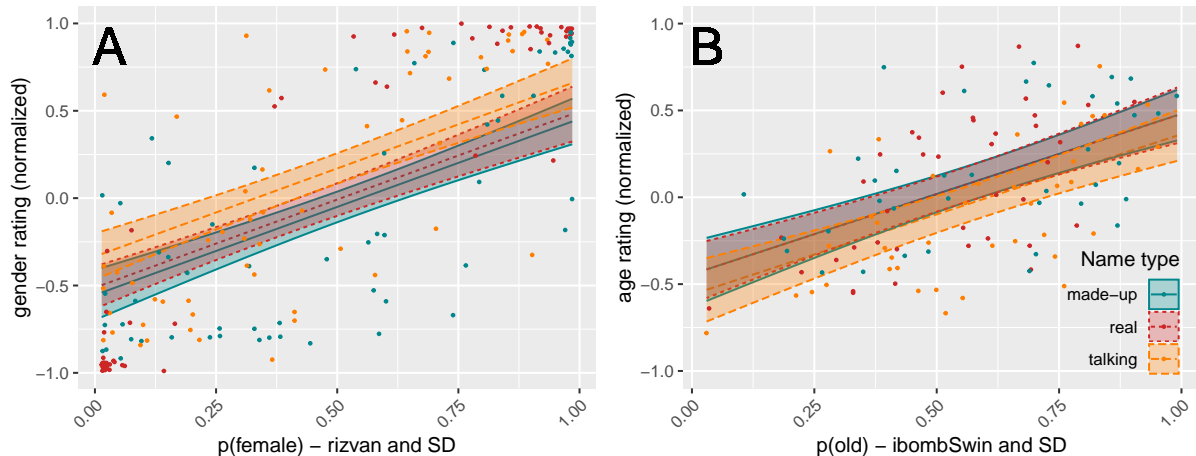 A
gender rating (normalized)
1.0
0.5
0.0
−0.5
−1.0
0.00
0.25
0.50
0.75
1.00
p(female) − rizvan and SD
B
age rating (normalized)
1.0
0.5
0.0
−0.5
−1.0
0.00
0.25
0.50
0.75
1.00
p(old) − ibombSwin and SD
Name type
made−up
real
talking